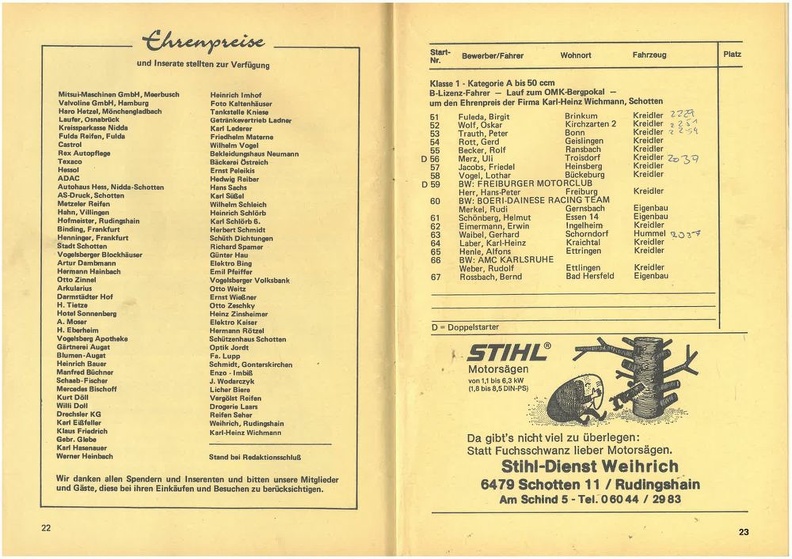 Ehrenpreise
und Inserate stellten zur Verfügung
Mitsui-Maschinen GmbH, Meerbusch
Valvoline GmbH, Hamburg
Haro Hetzel, Mönchengladbach
Laufer, Osnabrück
Kreissparkasse Nidda
Fulda Reifen, Fulda
Castrol
Rex Autopflege
Texaco
Hessol
ADAC
Autohaus Hess, Nidda-Schotten
AS-Druck, Schotten
Metzeler Reifen
Hahn, Villingen
Hofmeister, Rudingshain
Binding, Frankfurt
Henninger, Frankfurt
Stadt Schotten
Vogelsberger Blockhäuser
Artur Dambmann
Hermann Hainbach
Otto Zinnel
Arkularius
Darmstädter Hof
H. Tietze
Hotel Sonnenberg
A. Moser
H. Eberheim
Vogelsberg Apotheke
Gärtnerei Augat
Blumen-Augat
Heinrich Bauer
Manfred Büchner
Schaab-Fischer
Mercedes Bischoff
Kurt Döll
Willi Doll
Drechsler KG
Karl Eißfeller
Klaus Friedrich
Gebr. Glebe
Karl Hasenauer
Werner Heinbach
Heinrich Imhof
Foto Kaltenhäuser
Tankstelle Kniese
Getränkevertrieb Ladner
Karl Lederer
Friedhelm Materne
Wilhelm Vogel
Bekleidungshaus Neumann
Bäckerei Östreich
Ernst Peleikis
Hedwig Reiber
Hans Sachs
Karl Süßel
Wilhelm Schleich
Heinrich Schlörb
Karl Schlörb II.
Herbert Schmidt
Schüth Dichtungen
Richard Spamer
Günter Hau
Elektro Bing
Emil Pfeiffer
Vogelsberger Volksbank
Otto Weitz
Ernst Wießner
Otto Zeschky
Heinz Zinsheimer
Elektro Kaiser
Hermann Rötzel
Schützenhaus Schotten
Optik Jordt
Fa. Lupp
Schmidt, Gonterskirchen
Enzo - Imbiß
J. Wodarczyk
Licher Biere
Vergölst Reifen
Drogerie Laars
Reifen Seher
Weihrich, Rudingshain
Karl-Heinz Wichmann
Stand bei Redaktionsschluß
Wir danken allen Spendern und Inserenten und bitten unsere Mitglieder
und Gäste, diese bei ihren Einkäufen und Besuchen zu berücksichtigen.
22
Start-Nr. Bewerber/Fahrer Wohnort Fahrzeug Platz
Klasse 1 - Kategorie A bis 50 ccm
B-Lizenz-Fahrer — Lauf zum OMK-Bergpokal —
um den Ehrenpreis der Firma Karl-Heinz Wichmann, Schotten
51 Fuleda, Birgit Brinkum Kreidler
52 Wolf, Oskar Kirchzarten 2 Kreidler
53 Trauth, Peter Bonn Kreidler
54 Rott, Gerd Geislingen Kreidler
55 Becker, Rolf Ransbach Kreidler
D 56 Merz, Uli Troisdorf Kreidler 2039
57 Jacobs, Friedel Heinsberg Kreidler
58 Vogel, Lothar Bückeburg Kreidler
D 59 BW: FREIBURGER MOTORCLUB
Herr, Hans-Peter Freiburg Kreidler
60 BW: BOERI-DAINESE RACING TEAM
Merkel, Rudi Gernsbach Eigenbau
61 Schönberg, Helmut Essen 14 Eigenbau
62 Eimermann, Erwin Ingelheim Kreidler
63 Waibel, Gerhard Schorndorf Hummel
64 Laber, Karl-Heinz Kraichtal Kreidler
65 Henle, Alfons Ettringen Kreidler
66 BW: AMC KARLSRUHE
Weber, Rudolf Ettlingen Kreidler
67 Rossbach, Bernd Bad Hersfeld Eigenbau
D = Doppelstarter
STIHL®
Motorsägen
von 1,1 bis 6,3 kW
(1,8 bis 8,5 DIN-PS)
Da gibt's nicht viel zu überlegen:
Statt Fuchsschwanz lieber Motorsägen.
Stihl-Dienst Weihrich
6479 Schotten 11 / Rudingshain
Am Schind 5 - Tel. 0 60 44 / 29 83
23